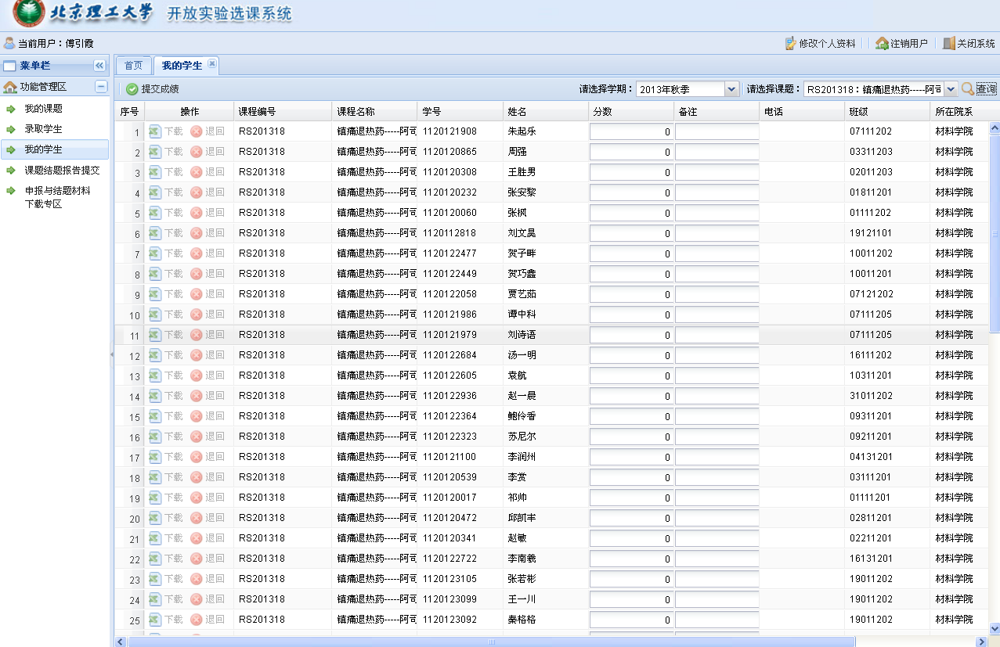 北京理工大学 开放实验选课系统
当前用户：傅引霞 修改个人资料 注销用户 关闭系统
菜单栏
功能管理区
我的课题
录取学生
我的学生
课题结题报告提交
申报与结题材料
下载专区
首页 我的学生
提交成绩 请选择学期： 2013年秋季 请选择课题： RS201318：镇痛退热药-----阿司 查询
序号 操作 课程编号 课程名称 学号 姓名 分数 备注 电话 班级 所在院系
1 下载 退回 RS201318 镇痛退热药-----阿司 1120121908 朱起乐 0 07111202 材料学院
2 下载 退回 RS201318 镇痛退热药-----阿司 1120120865 周强 0 03311203 材料学院
3 下载 退回 RS201318 镇痛退热药-----阿司 1120120308 王胜男 0 02011203 材料学院
4 下载 退回 RS201318 镇痛退热药-----阿司 1120120232 张安黎 0 01811201 材料学院
5 下载 退回 RS201318 镇痛退热药-----阿司 1120120060 张枫 0 01111202 材料学院
6 下载 退回 RS201318 镇痛退热药-----阿司 1120112818 刘文昊 0 19121101 材料学院
7 下载 退回 RS201318 镇痛退热药-----阿司 1120122477 贺子畔 0 10011202 材料学院
8 下载 退回 RS201318 镇痛退热药-----阿司 1120122449 贺巧鑫 0 10011201 材料学院
9 下载 退回 RS201318 镇痛退热药-----阿司 1120122058 贾艺茹 0 07121202 材料学院
10 下载 退回 RS201318 镇痛退热药-----阿司 1120121986 谭中科 0 07111205 材料学院
11 下载 退回 RS201318 镇痛退热药-----阿司 1120121979 刘诗语 0 07111205 材料学院
12 下载 退回 RS201318 镇痛退热药-----阿司 1120122684 汤一明 0 16111202 材料学院
13 下载 退回 RS201318 镇痛退热药-----阿司 1120122605 袁航 0 10311201 材料学院
14 下载 退回 RS201318 镇痛退热药-----阿司 1120122936 赵一晨 0 31011202 材料学院
15 下载 退回 RS201318 镇痛退热药-----阿司 1120122364 鲍伶香 0 09311201 材料学院
16 下载 退回 RS201318 镇痛退热药-----阿司 1120122323 苏尼尔 0 09211201 材料学院
17 下载 退回 RS201318 镇痛退热药-----阿司 1120121100 李润州 0 04131201 材料学院
18 下载 退回 RS201318 镇痛退热药-----阿司 1120120539 李赏 0 03111201 材料学院
19 下载 退回 RS201318 镇痛退热药-----阿司 1120120017 祁帅 0 01111201 材料学院
20 下载 退回 RS201318 镇痛退热药-----阿司 1120120472 邱凯丰 0 02811201 材料学院
21 下载 退回 RS201318 镇痛退热药-----阿司 1120120341 赵敏 0 02211201 材料学院
22 下载 退回 RS201318 镇痛退热药-----阿司 1120122722 李南羲 0 16131201 材料学院
23 下载 退回 RS201318 镇痛退热药-----阿司 1120123105 张若彬 0 19011202 材料学院
24 下载 退回 RS201318 镇痛退热药-----阿司 1120123099 王一川 0 19011202 材料学院
25 下载 退回 RS201318 镇痛退热药-----阿司 1120123092 秦格格 0 19011202 材料学院